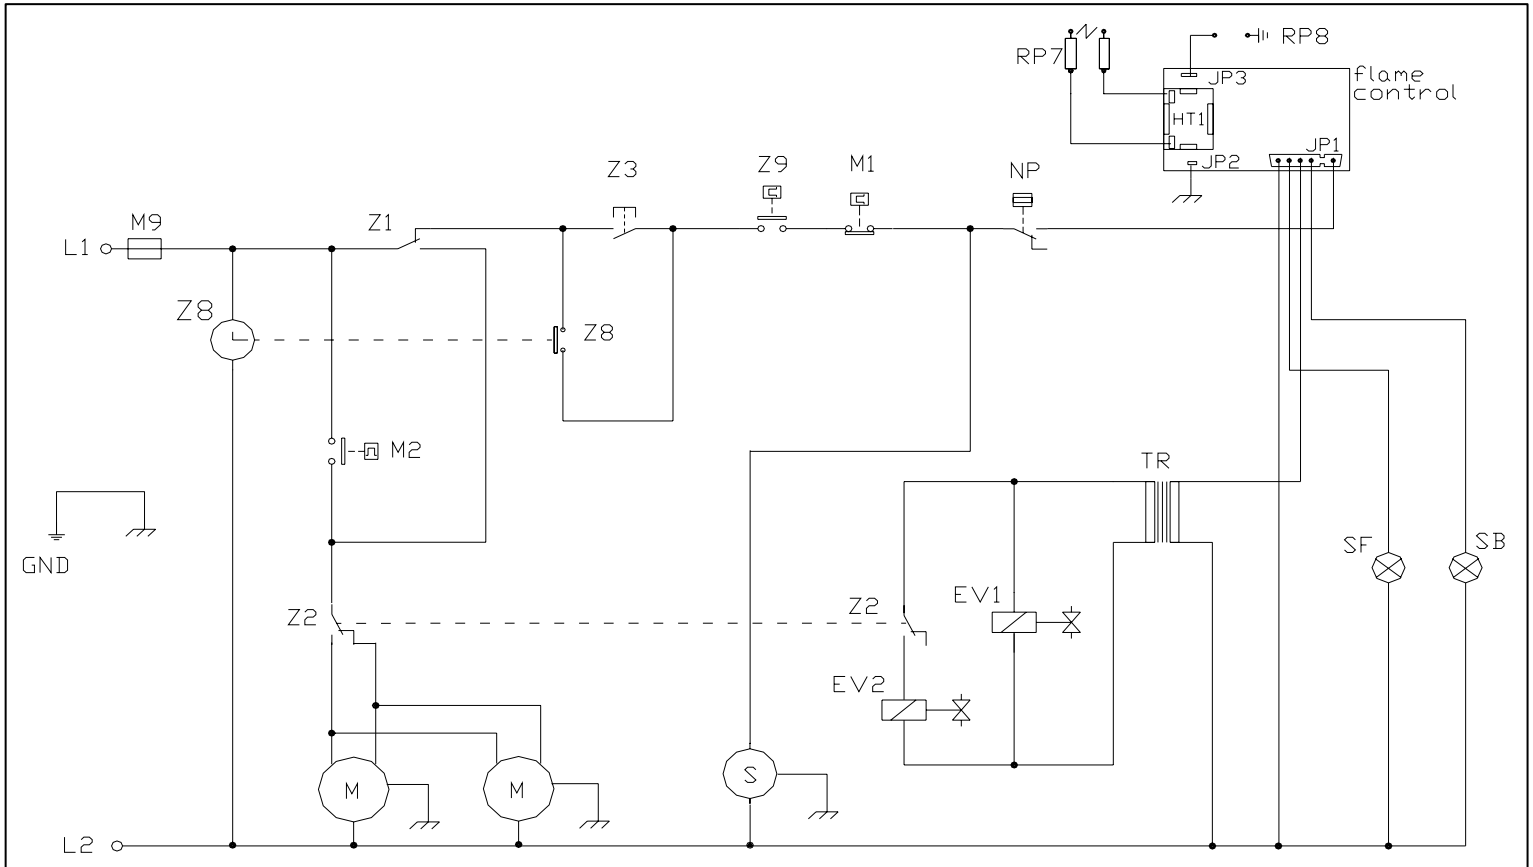 RP8
RP7
JP3
flame
control
HT1
JP1
JP2
Z3
Z9
M1
NP
M9
Z1
L1
Z8
Z8
M2
TR
GND
SF
SB
Z2
Z2
EV1
EV2
M
M
S
L2